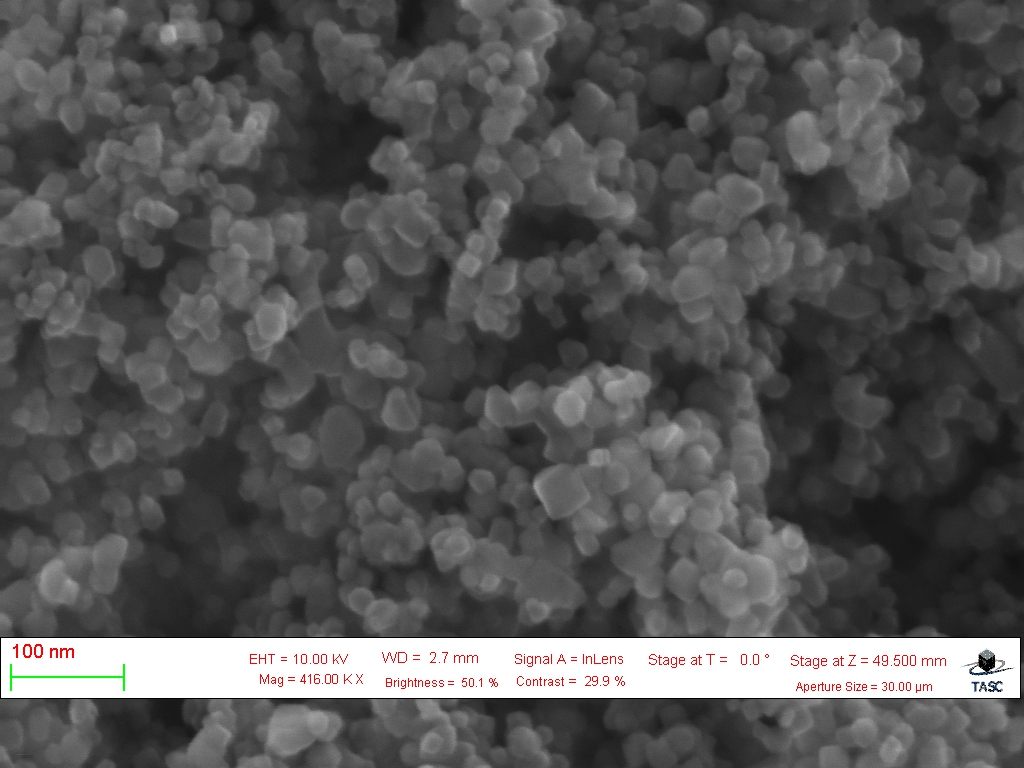 100 nm
EHT = 10.00 kV WD = 2.7 mm Signal A = InLens Stage at T = 0.0 ° Stage at Z = 49.500 mm
Mag = 416.00 K X Brightness = 50.1 % Contrast = 29.9 % Aperture Size = 30.00 µm
TASC